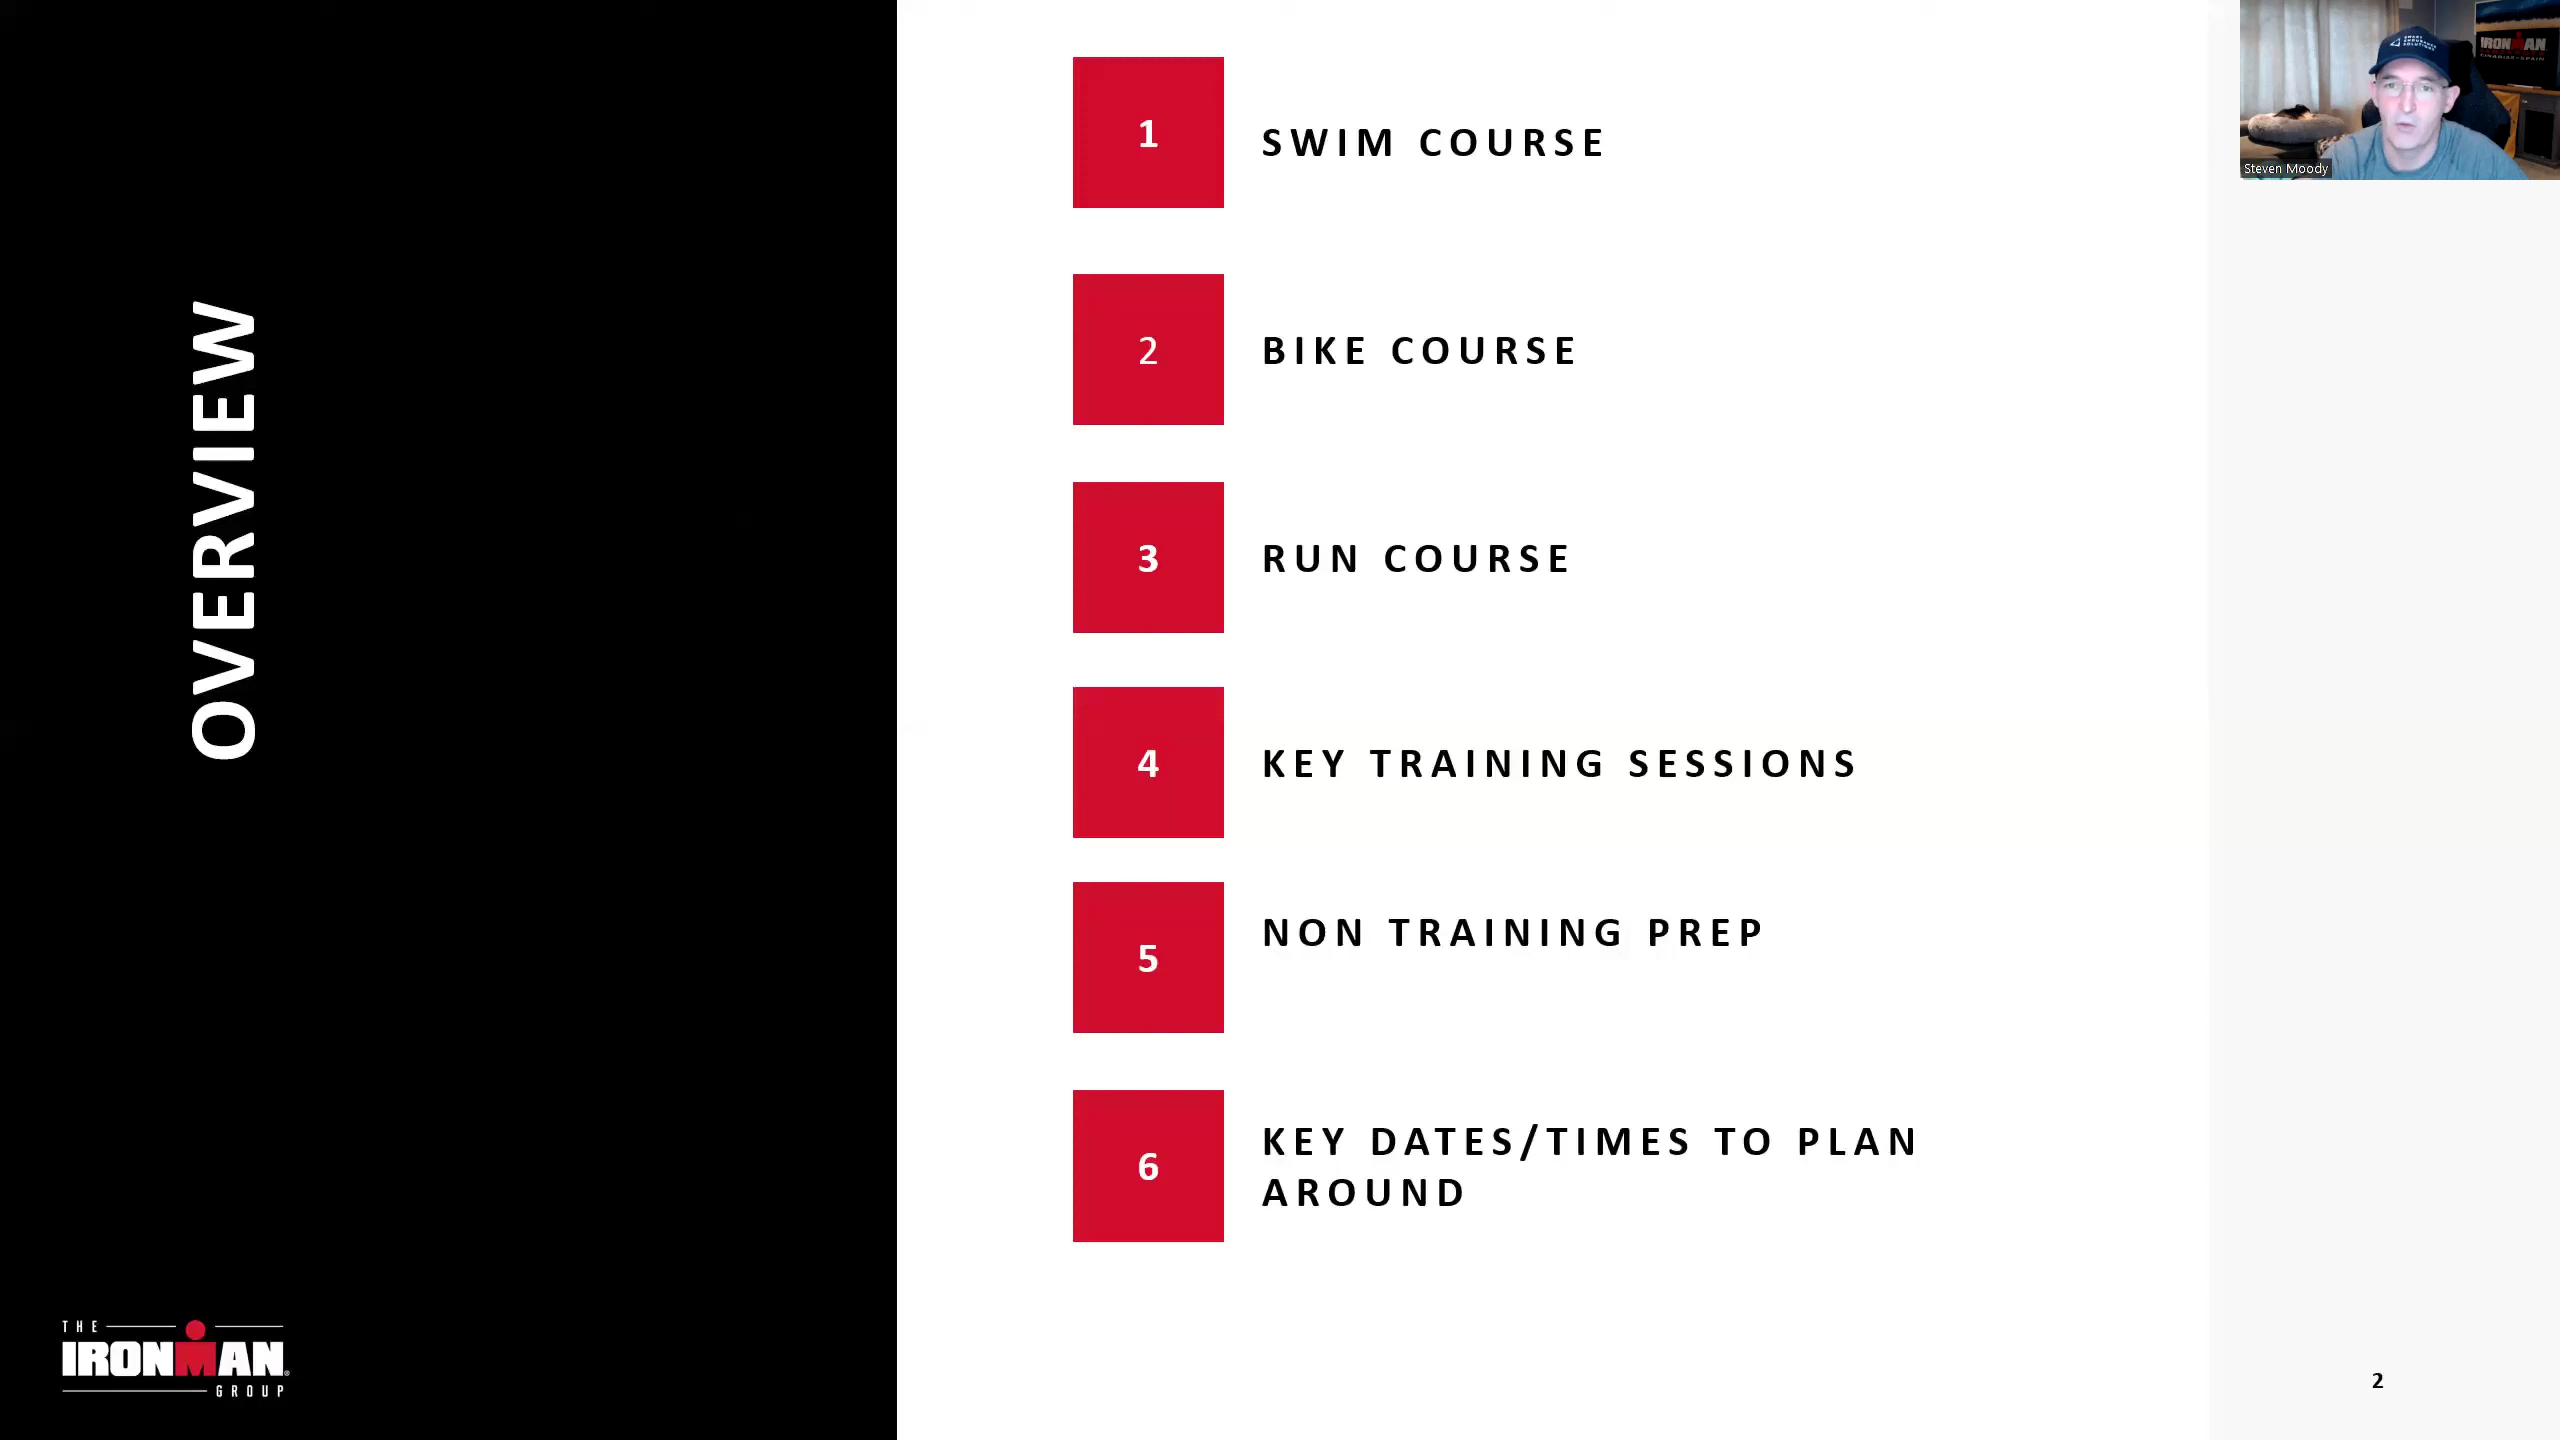 OVERVIEW
1
SWIM COURSE
2
BIKE COURSE
3
RUN COURSE
4
KEY TRAINING SESSIONS
5
NON TRAINING PREP
6
KEY DATES/TIMES TO PLAN
AROUND
THE
IRONMAN
GROUP
2
IRONMAN
Steven Moody